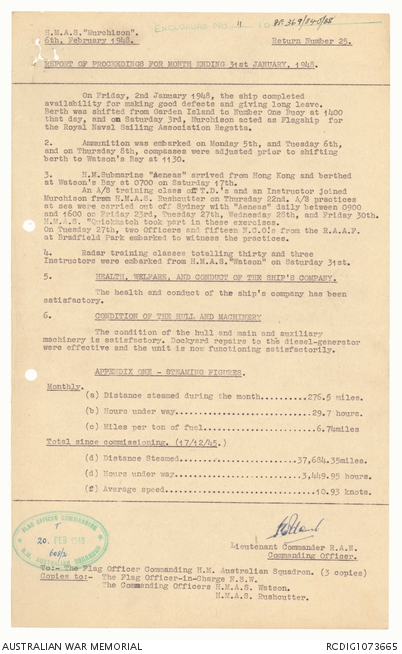 ENCLOSURE No. " TO BR.369/240/88
H.M.A.S. "Murchison".
6th. February 1948.
Return Number 25.
REPORT OF PROCEEDINGS FOR MONTH ENDING 31st JANUARY, 1948.
On Friday, 2nd January 1948, the ship completed
availability for making good defects and giving long leave.
Berth was shifted from Garden Island to Number One Buoy at 1400
that day, and on Saturday 3rd, Murchison acted as Flagship for
the Royal Naval Sailing Association Regatta.
2. Ammunition was embarked on Monday 5th, and Tuesday 6th,
and on Thursday 8th, compasses were adjusted prior to shifting
berth to Watson's Bay at 1130.
3. H.M.Submarine "Aeneas" arrived from Hong Kong and berthed
at Watson's Bay at 0700 on Saturday 17th.
An A/B training class of T.D.'s and an Instructor joined
Murchison from H.M.A.S. Rushcutter on Thursday 22nd. A/B practices
at sea were carried out off Sydney with "Aeneas" daily between 0900
and 1600 on Friday 23rd, Tuesday 27th, Wednesday 28th, and Friday 30th.
H.M.A.S. "Quickmatch took part in these exercises.
On Tuesday 27th, two Officers and fifteen N.C.O's from the R.A.A.F.
at Bradfield Park embarked to witness the practices.
4. Radar training classes totalling thirty and three
Instructors were embarked from H.M.A.S."Watson" on Saturday 31st.
5. HEALTH, WELFARE, AND CONDUCT OF THE SHIP'S COMPANY.
The health and conduct of the ship's company has been
satisfactory.
6. CONDITION OF THE HULL AND MACHINERY
The condition of the hull and main and auxiliary
machinery is satisfactory. Dockyard repairs to the diesel-generator
were effective and the unit is now functioning satisfactorily.
APPENDIX ONE - STEAMING FIGURES.
Monthly.
(a) Distance steamed during the month..........276.5 miles.
(b) Hours under way.............................29.7 hours.
(c) Miles per ton of fuel.......................6.74miles
Total since commissioning. (17/12/45.)
(d) Distance Steamed........................37,684.35miles.
(d) Hours under way..........................3,449.95 hours.
(f) Average speed...............................10.93 knots.
FLAG OFFICER COMMANDING
20. FEB 1948
H.M. AUSTRALIAN SQUADRON
Lieutenant Commander R.A.N.
Commanding Officer.
To:- The Flag Officer Commanding H.M. Australian Squadron. (3 copies)
Copies to:- The Flag Officer-in-Charge N.S.W.
The Commanding Officers H.M.A.S. Watson.
H.M.A.S. Rushcutter.
AUSTRALIAN WAR MEMORIAL
RCDIG1073665